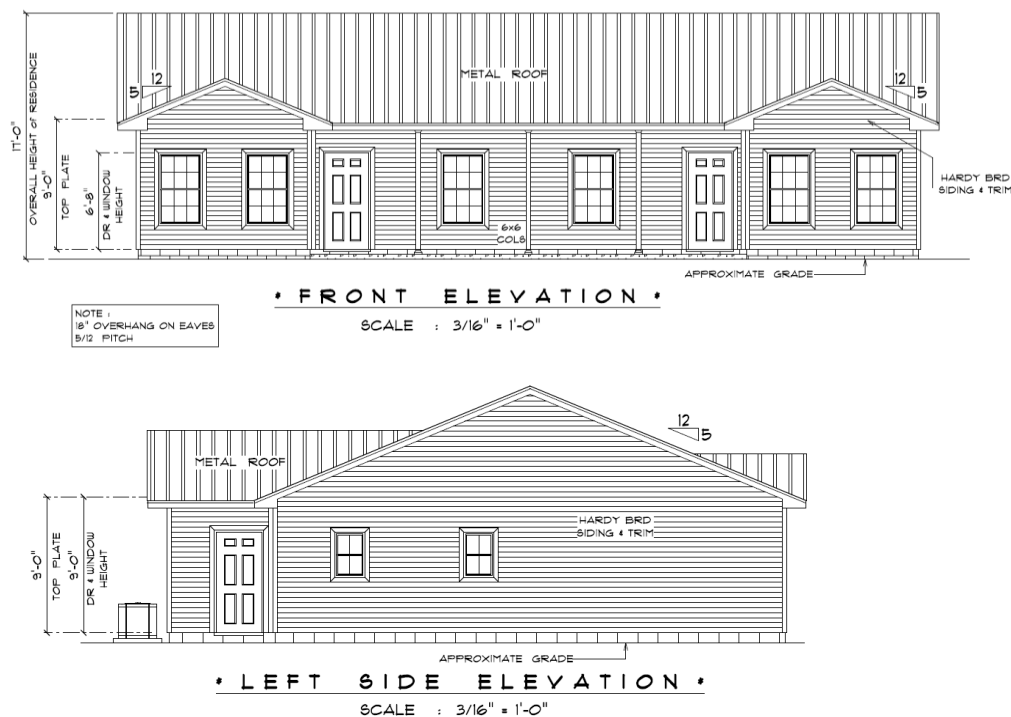 12
5
METAL ROOF
12
5
17'-0"
OVERALL HEIGHT of RESIDENCE
9'-0"
TOP PLATE
6'-8"
DR & WINDOW
HEIGHT
HARDY BRD
SIDING & TRIM
6x6
COLS
APPROXIMATE GRADE
• FRONT ELEVATION •
SCALE : 3/16" = 1'-0"
NOTE :
18" OVERHANG ON EAVES
5/12 PITCH
12
5
METAL ROOF
HARDY BRD
SIDING & TRIM
9'-0"
TOP PLATE
9'-0"
DR & WINDOW
HEIGHT
APPROXIMATE GRADE
• LEFT SIDE ELEVATION •
SCALE : 3/16" = 1'-0"